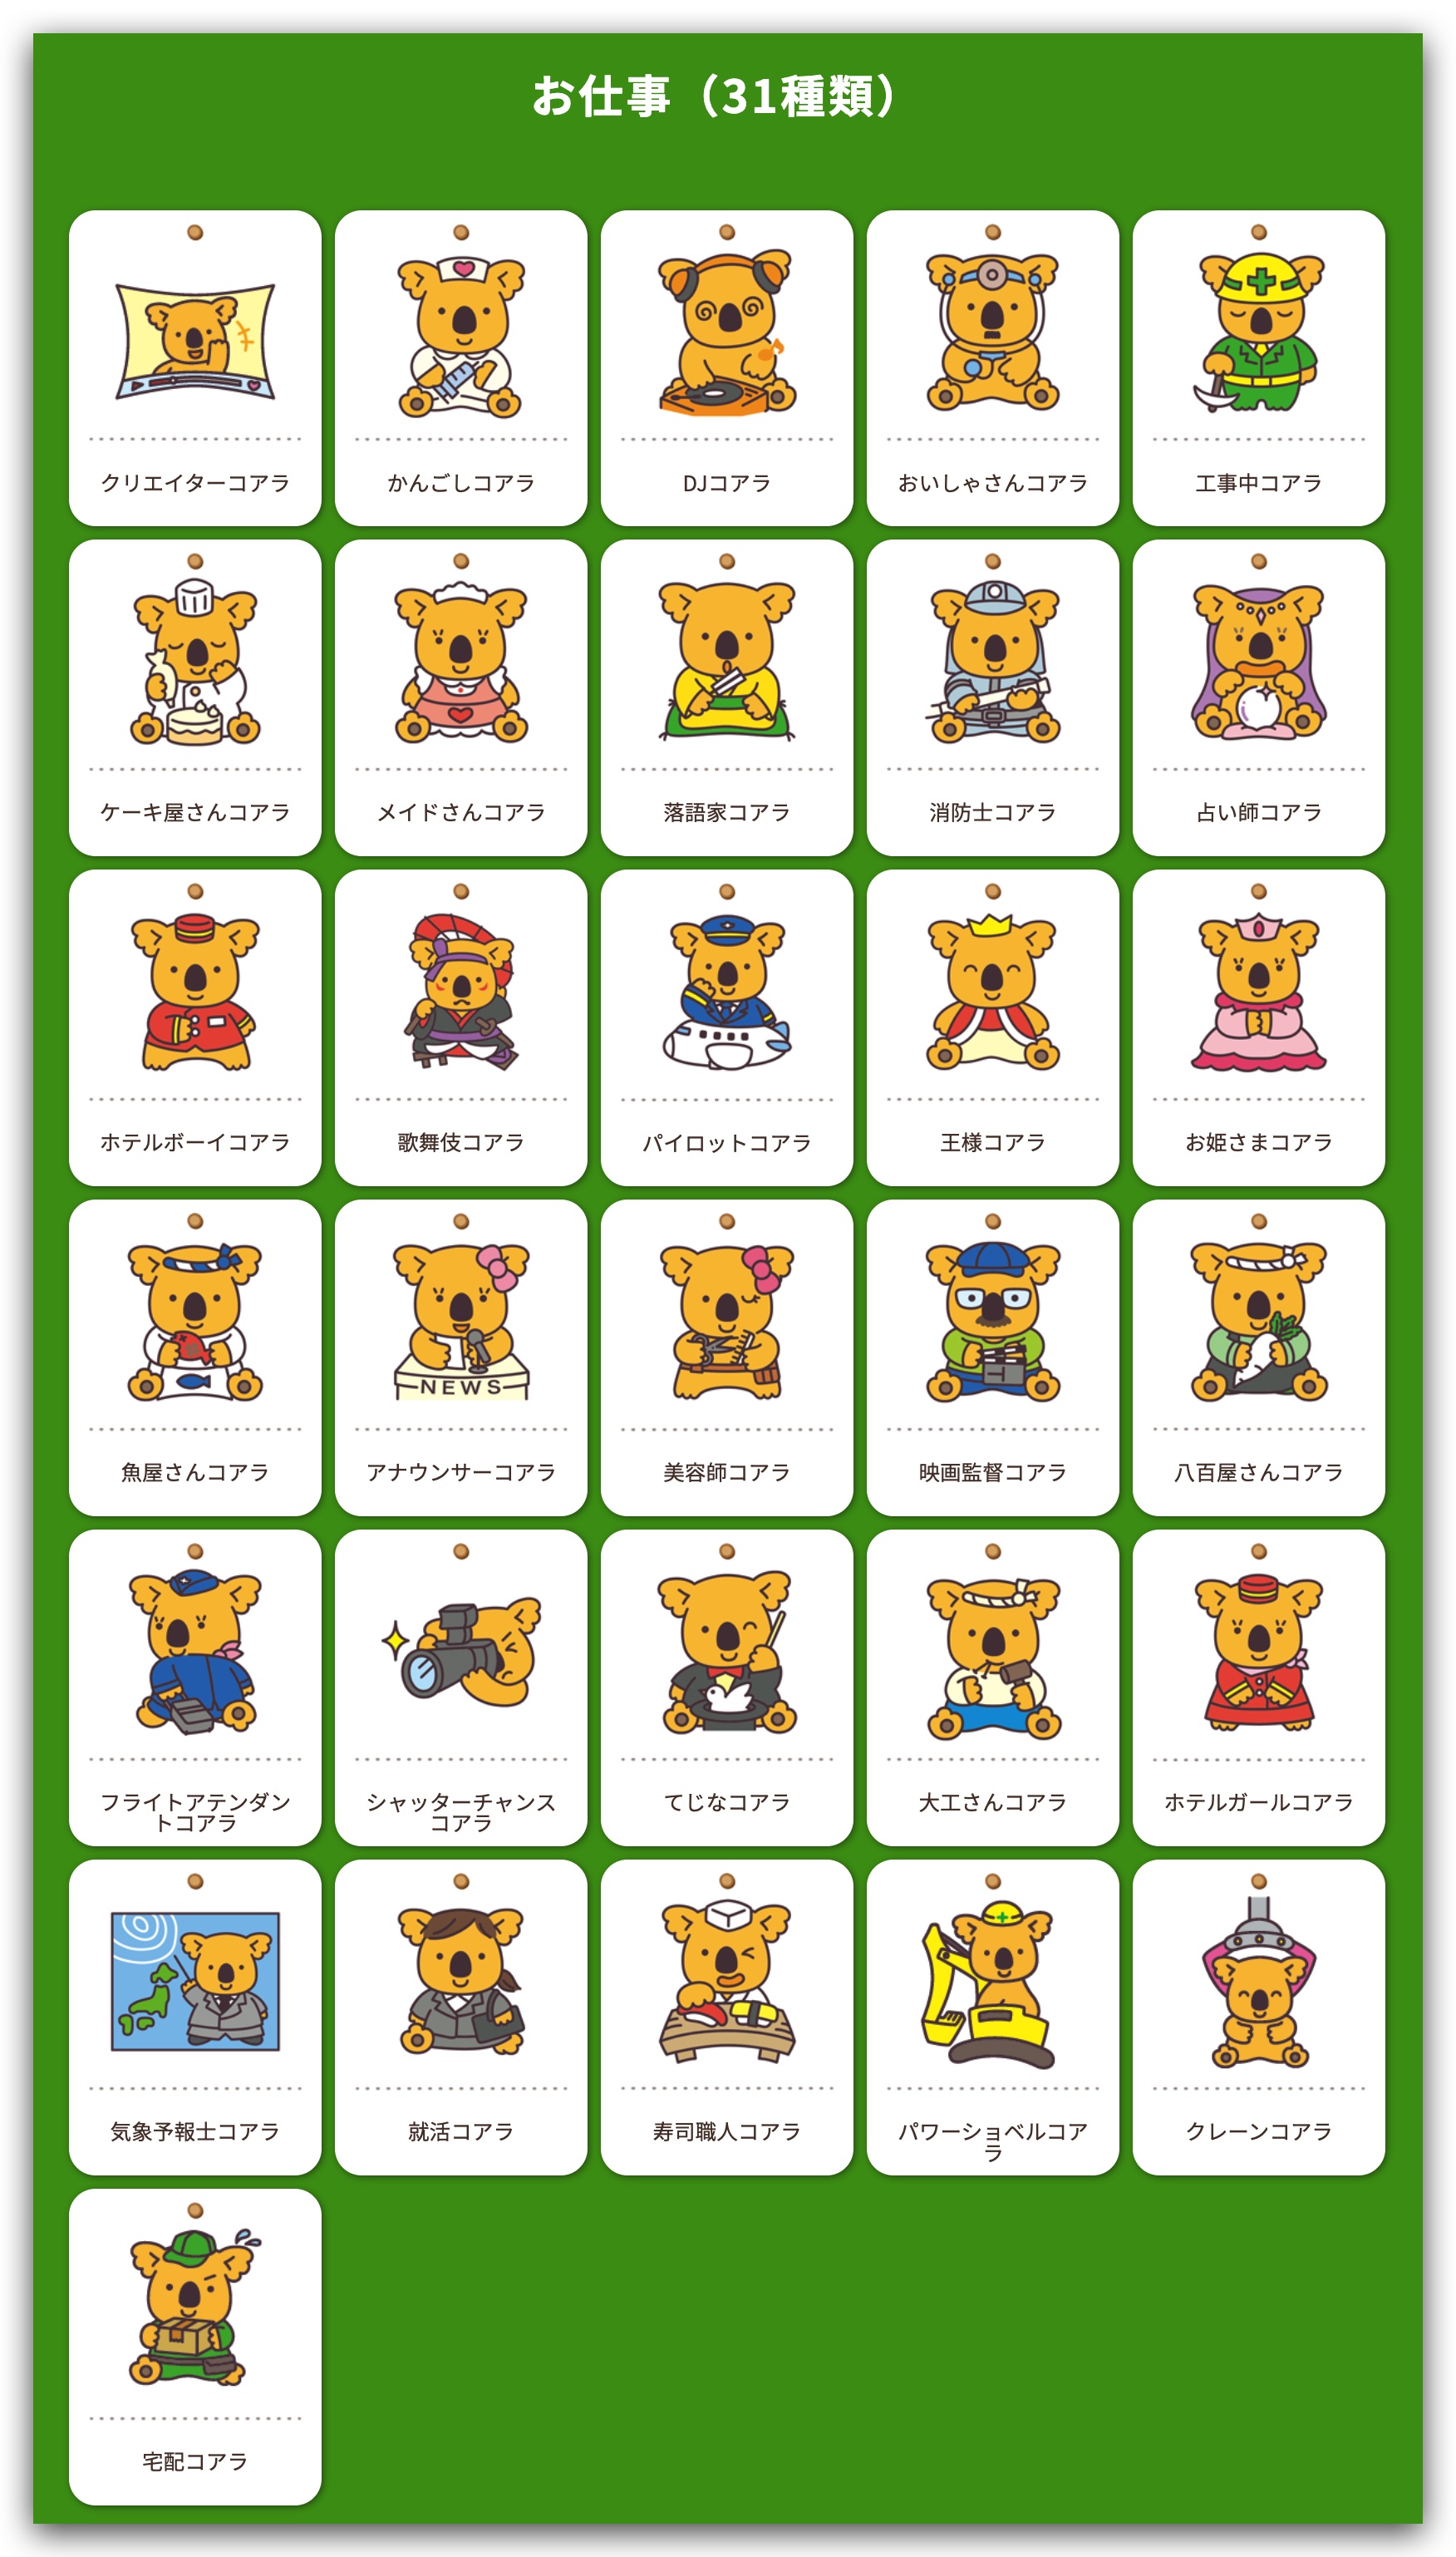 お仕事（31種類）
クリエイターコアラ
かんごしコアラ
DJコアラ
おいしゃさんコアラ
工事中コアラ
ケーキ屋さんコアラ
メイドさんコアラ
落語家コアラ
消防士コアラ
占い師コアラ
ホテルボーイコアラ
歌舞伎コアラ
パイロットコアラ
王様コアラ
お姫さまコアラ
NEWS
魚屋さんコアラ
アナウンサーコアラ
美容師コアラ
映画監督コアラ
八百屋さんコアラ
フライトアテンダン
トコアラ
シャッターチャンス
コアラ
てじなコアラ
大工さんコアラ
ホテルガールコアラ
気象予報士コアラ
就活コアラ
寿司職人コアラ
パワーショベルコア
ラ
クレーンコアラ
宅配コアラ